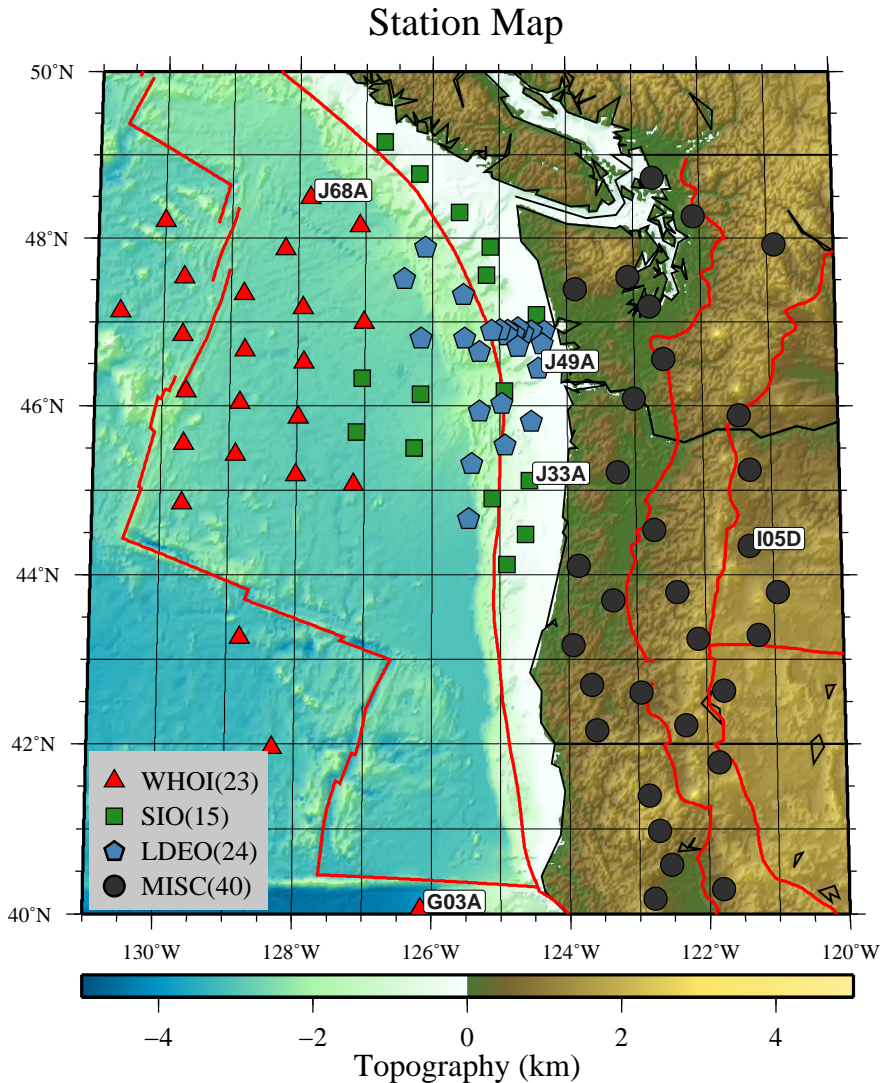 Station Map
50°N
48°N
46°N
44°N
42°N
40°N
J68A
J49A
J33A
I05D
G03A
WHOI(23)
SIO(15)
LDEO(24)
MISC(40)
130°W 128°W 126°W 124°W 122°W 120°W
−4 −2 0 2 4
Topography (km)